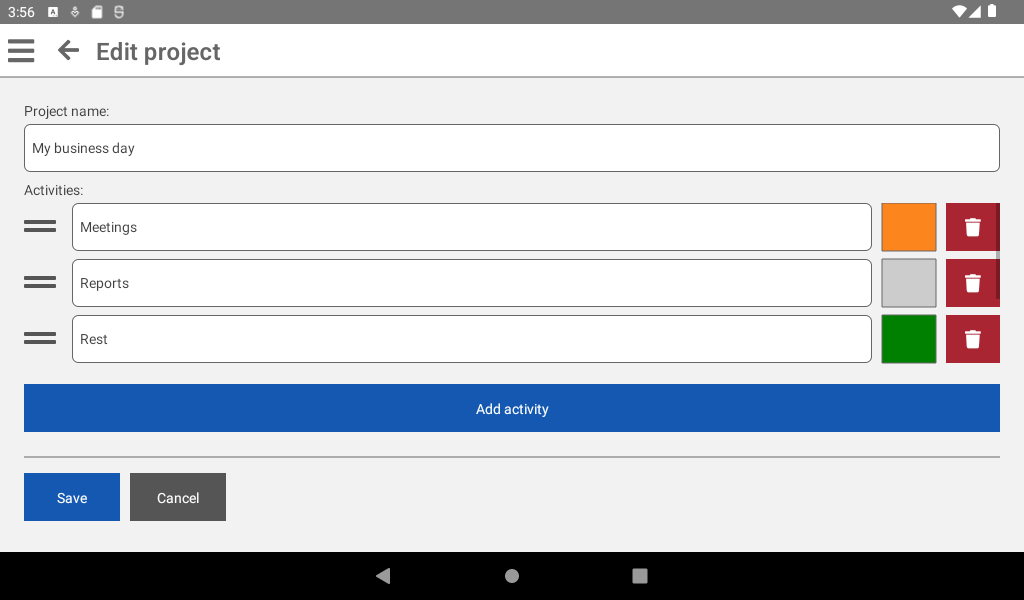 3:56
Edit project
Project name:
My business day
Activities:
Meetings
Reports
Rest
Add activity
Save
Cancel